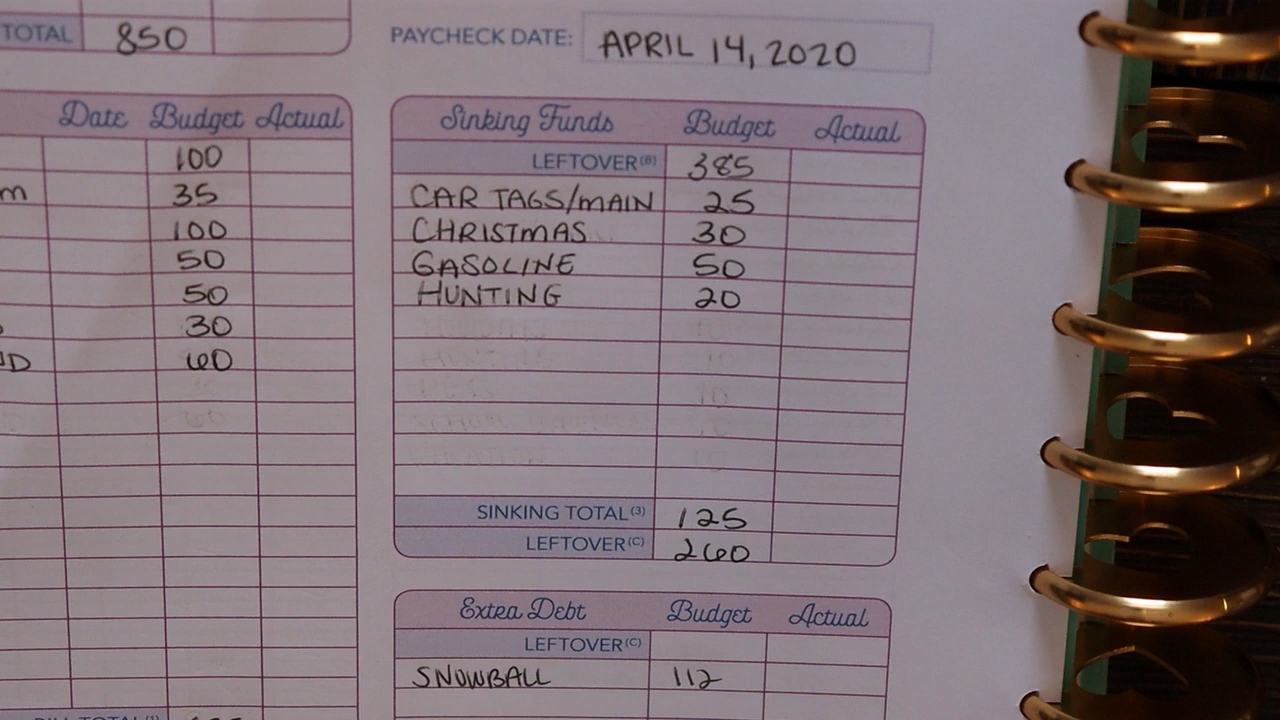 TOTAL 850
Date Budget Actual
100
m 35
100
50
50
30
ND 60
PAYCHECK DATE: APRIL 14, 2020
Sinking Funds Budget Actual
LEFTOVER(B) 385
CAR TAGS/MAIN 25
CHRISTMAS 30
GASOLINE 50
HUNTING 20
SINKING TOTAL(3) 125
LEFTOVER(C) 260
Extra Debt Budget Actual
LEFTOVER(C)
SNOWBALL 112